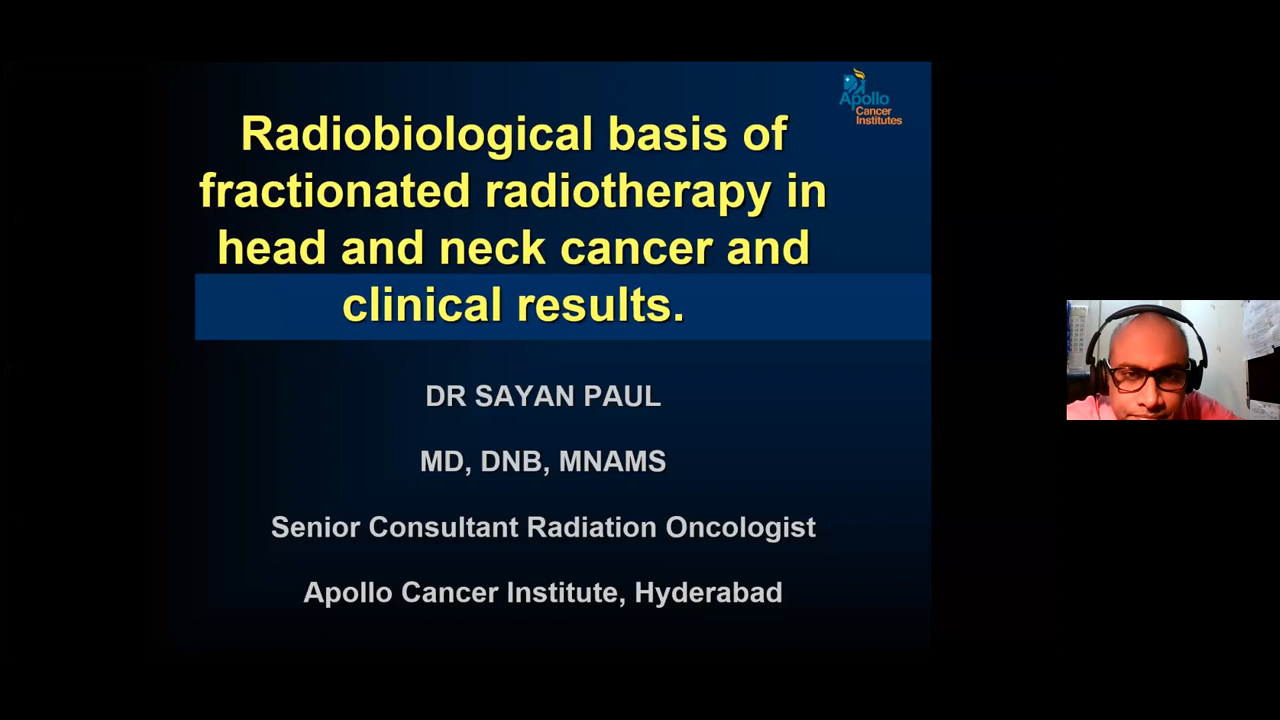 Apollo
Cancer
Institutes
Radiobiological basis of
fractionated radiotherapy in
head and neck cancer and
clinical results.
DR SAYAN PAUL
MD, DNB, MNAMS
Senior Consultant Radiation Oncologist
Apollo Cancer Institute, Hyderabad